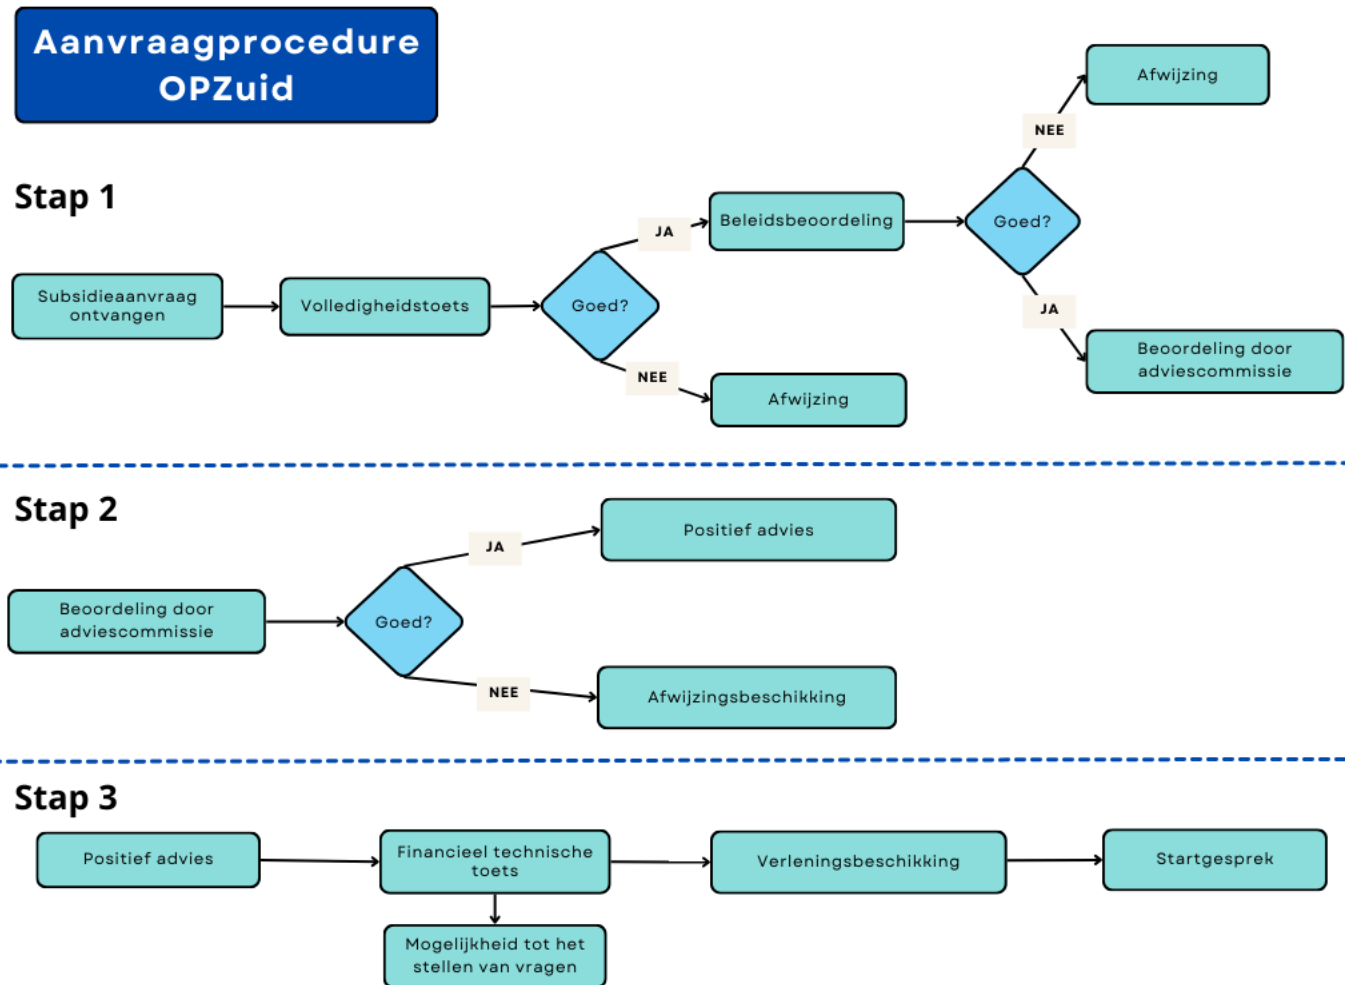 Aanvraagprocedure
OPZuid
Stap 1
Subsidieaanvraag
ontvangen
Volledigheidstoets
Goed?
JA
NEE
Beleidsbeoordeling
Afwijzing
Goed?
NEE
JA
Afwijzing
Beoordeling door
adviescommissie
Stap 2
Beoordeling door
adviescommissie
Goed?
JA
NEE
Positief advies
Afwijzingsbeschikking
Stap 3
Positief advies
Financieel technische
toets
Mogelijkheid tot het
stellen van vragen
Verleningsbeschikking
Startgesprek